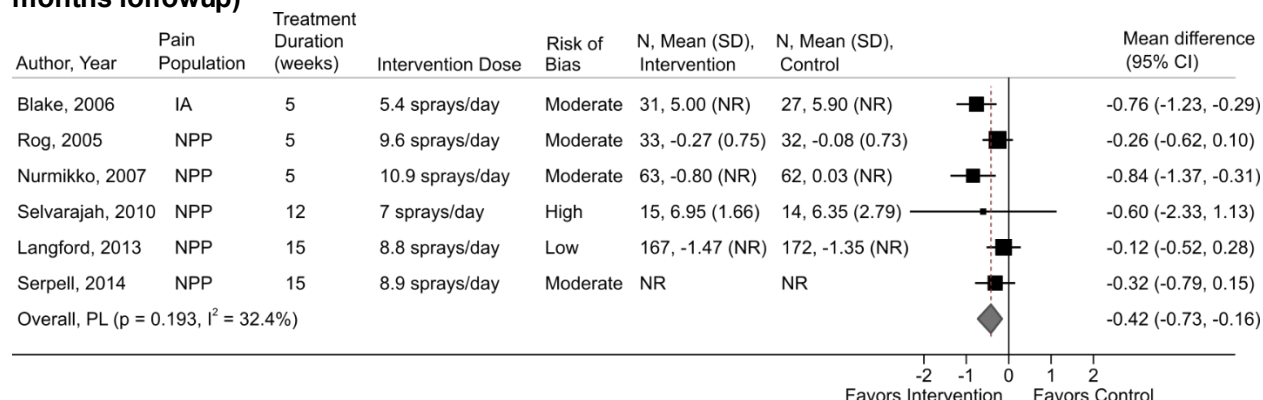 months followup)
Author, Year Pain Population Treatment Duration (weeks) Intervention Dose Risk of Bias N, Mean (SD), Intervention N, Mean (SD), Control Mean difference (95% CI)
Blake, 2006 IA 5 5.4 sprays/day Moderate 31, 5.00 (NR) 27, 5.90 (NR) -0.76 (-1.23, -0.29)
Rog, 2005 NPP 5 9.6 sprays/day Moderate 33, -0.27 (0.75) 32, -0.08 (0.73) -0.26 (-0.62, 0.10)
Nurmikko, 2007 NPP 5 10.9 sprays/day Moderate 63, -0.80 (NR) 62, 0.03 (NR) -0.84 (-1.37, -0.31)
Selvarajah, 2010 NPP 12 7 sprays/day High 15, 6.95 (1.66) 14, 6.35 (2.79) -0.60 (-2.33, 1.13)
Langford, 2013 NPP 15 8.8 sprays/day Low 167, -1.47 (NR) 172, -1.35 (NR) -0.12 (-0.52, 0.28)
Serpell, 2014 NPP 15 8.9 sprays/day Moderate NR NR -0.32 (-0.79, 0.15)
Overall, PL (p = 0.193, I² = 32.4%) -0.42 (-0.73, -0.16)
-2 -1 0 1 2
Favors Intervention Favors Control